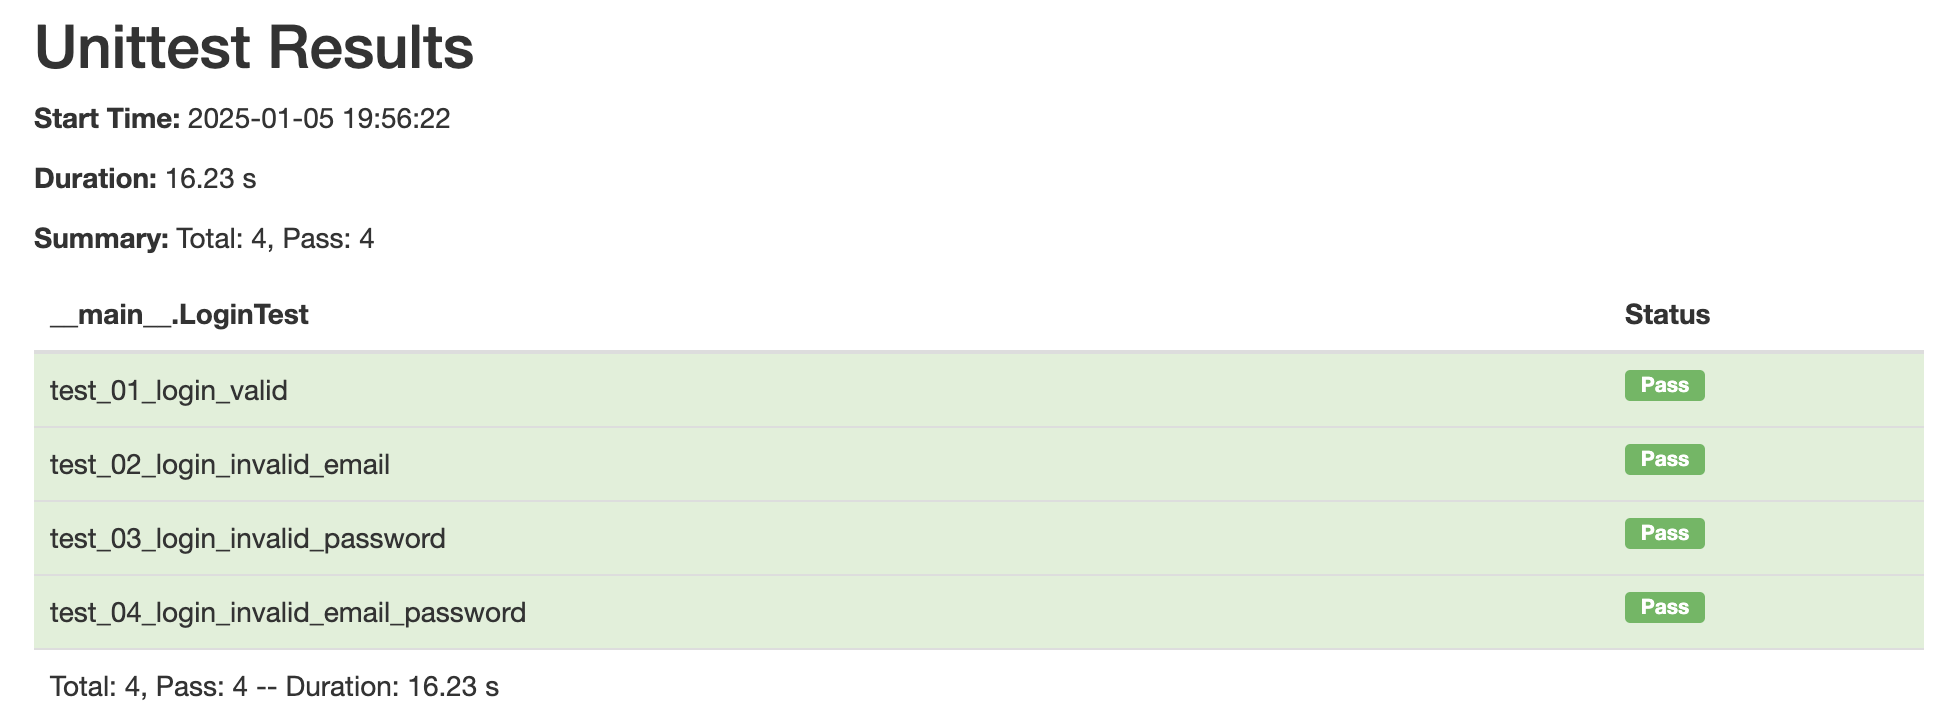 Unittest Results
Start Time: 2025-01-05 19:56:22
Duration: 16.23 s
Summary: Total: 4, Pass: 4
__main__.LoginTest Status
test_01_login_valid Pass
test_02_login_invalid_email Pass
test_03_login_invalid_password Pass
test_04_login_invalid_email_password Pass
Total: 4, Pass: 4 -- Duration: 16.23 s